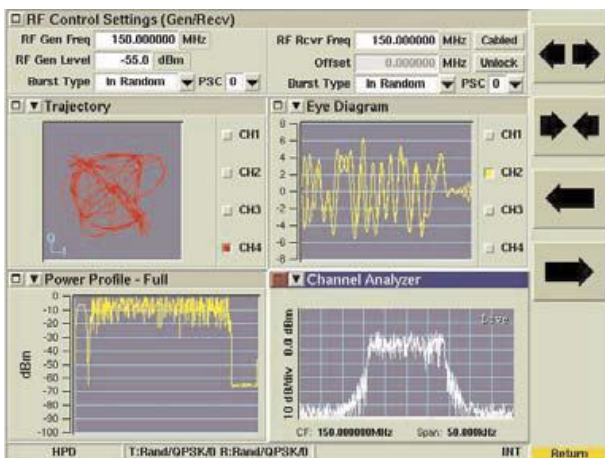 RF Control Settings (Gen/Recv)
RF Gen Freq 150.000000 MHz
RF Gen Level -55.0 dBm
Burst Type In Random PSC 0
RF Rcvr Freq 150.000000 MHz Cabled
Offset 0.000000 MHz Unlock
Burst Type In Random PSC 0
Trajectory
CH1
CH2
CH3
CH4
Q
I
Eye Diagram
8
6
4
2
0
-2
-4
-6
-8
CH1
CH2
CH3
CH4
Power Profile - Full
dBm
0
-10
-20
-30
-40
-50
-60
-70
-80
-90
-100
Channel Analyzer
10 dB/div 0.0 dBm
Live
CF: 150.000000MHz Span: 50.000kHz
HPD T:Rand/QPSK/0 R:Rand/QPSK/0 INT Return